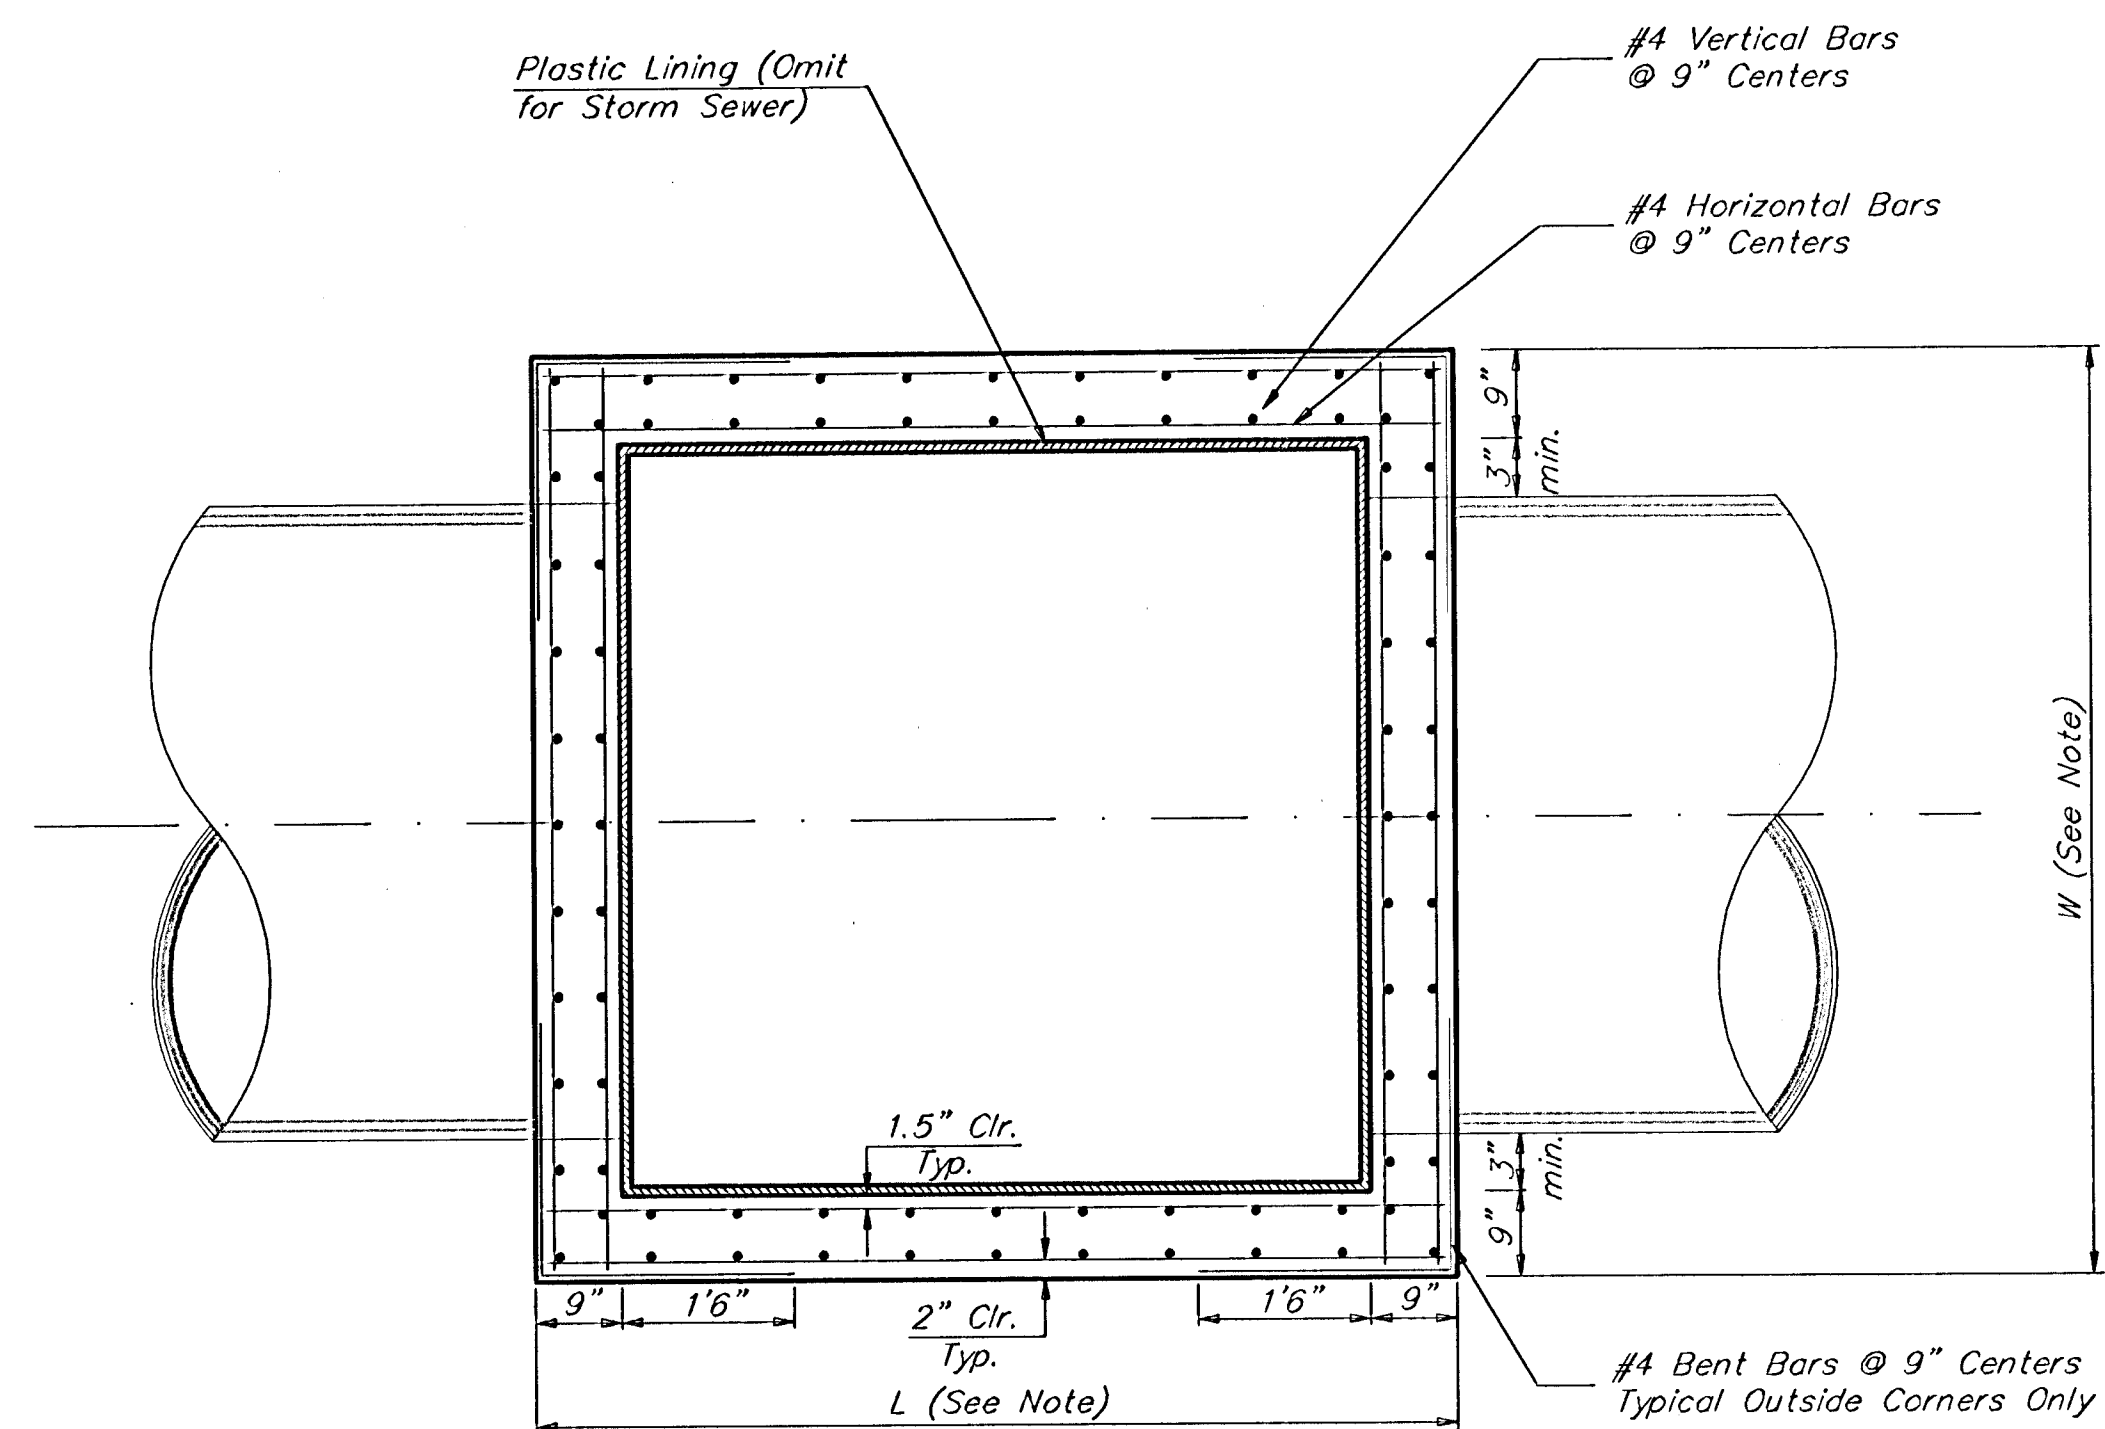 Plastic Lining (Omit
for Storm Sewer)
#4 Vertical Bars
@ 9" Centers
#4 Horizontal Bars
@ 9" Centers
9"
3"
min.
W (See Note)
1.5" Clr.
Typ.
3"
min.
9"
9"
1'6"
2" Clr.
Typ.
1'6"
9"
L (See Note)
#4 Bent Bars @ 9" Centers
Typical Outside Corners Only